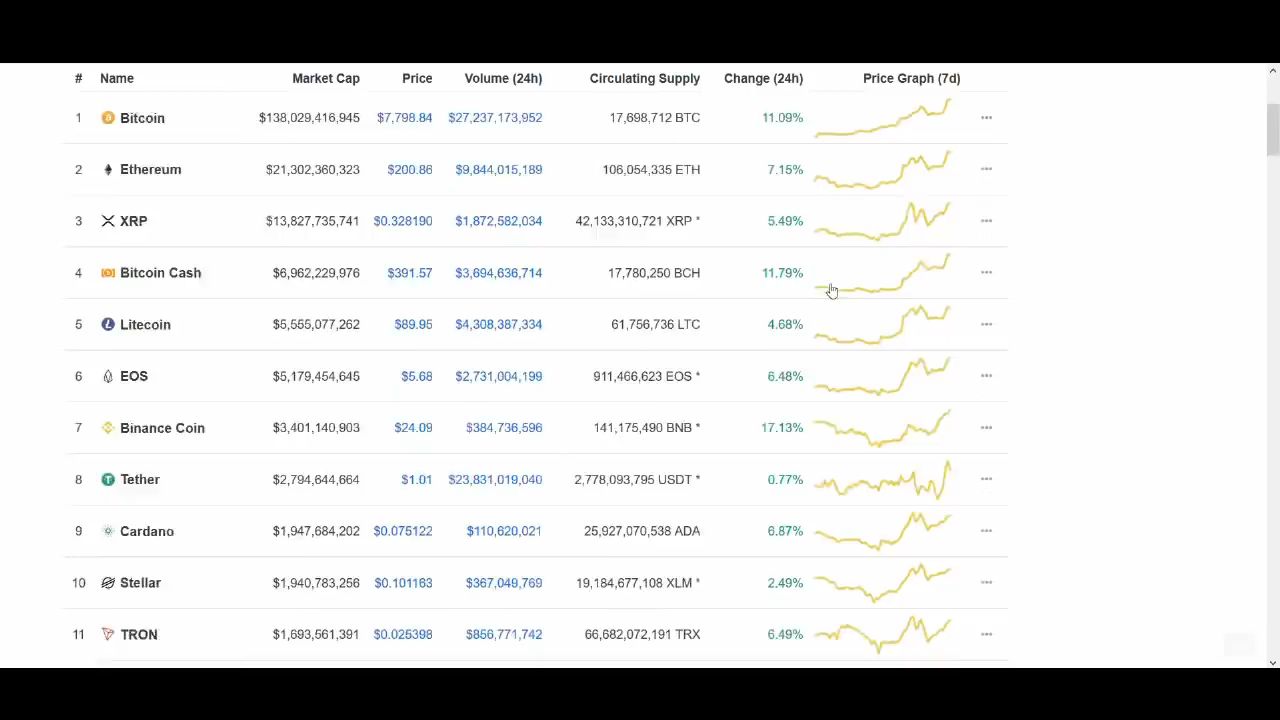 # Name Market Cap Price Volume (24h) Circulating Supply Change (24h) Price Graph (7d)
1 Bitcoin $138,029,416,945 $7,798.84 $27,237,173,952 17,698,712 BTC 11.09% ...
2 Ethereum $21,302,360,323 $200.86 $9,844,015,189 106,054,335 ETH 7.15% ...
3 XRP $13,827,735,741 $0.328190 $1,872,582,034 42,133,310,721 XRP * 5.49% ...
4 Bitcoin Cash $6,962,229,976 $391.57 $3,694,636,714 17,780,250 BCH 11.79% ...
5 Litecoin $5,555,077,262 $89.95 $4,308,387,334 61,756,736 LTC 4.68% ...
6 EOS $5,179,454,645 $5.68 $2,731,004,199 911,466,623 EOS * 6.48% ...
7 Binance Coin $3,401,140,903 $24.09 $384,736,596 141,175,490 BNB * 17.13% ...
8 Tether $2,794,644,664 $1.01 $23,831,019,040 2,778,093,795 USDT * 0.77% ...
9 Cardano $1,947,684,202 $0.075122 $110,620,021 25,927,070,538 ADA 6.87% ...
10 Stellar $1,940,783,256 $0.101163 $367,049,769 19,184,677,108 XLM * 2.49% ...
11 TRON $1,693,561,391 $0.025398 $856,771,742 66,682,072,191 TRX 6.49% ...